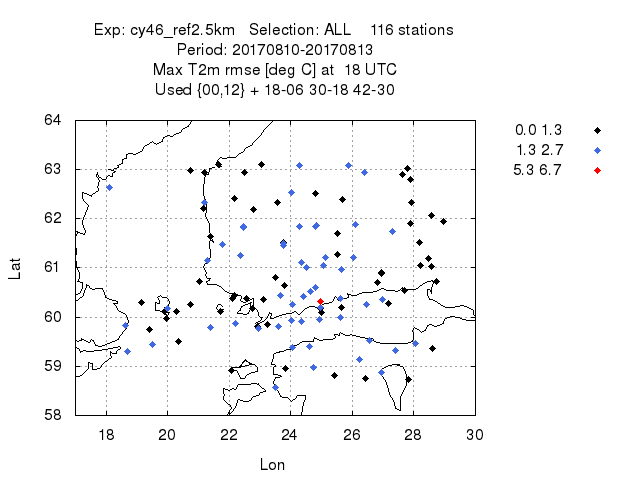 Exp: cy46_ref2.5km   Selection: ALL    116 stations
Period: 20170810-20170813
Max T2m rmse [deg C] at  18 UTC
Used {00,12} + 18-06 30-18 42-30
64
63
62
61
60
59
58
Lat
18 20 22 24 26 28 30
Lon
0.0 1.3
1.3 2.7
5.3 6.7